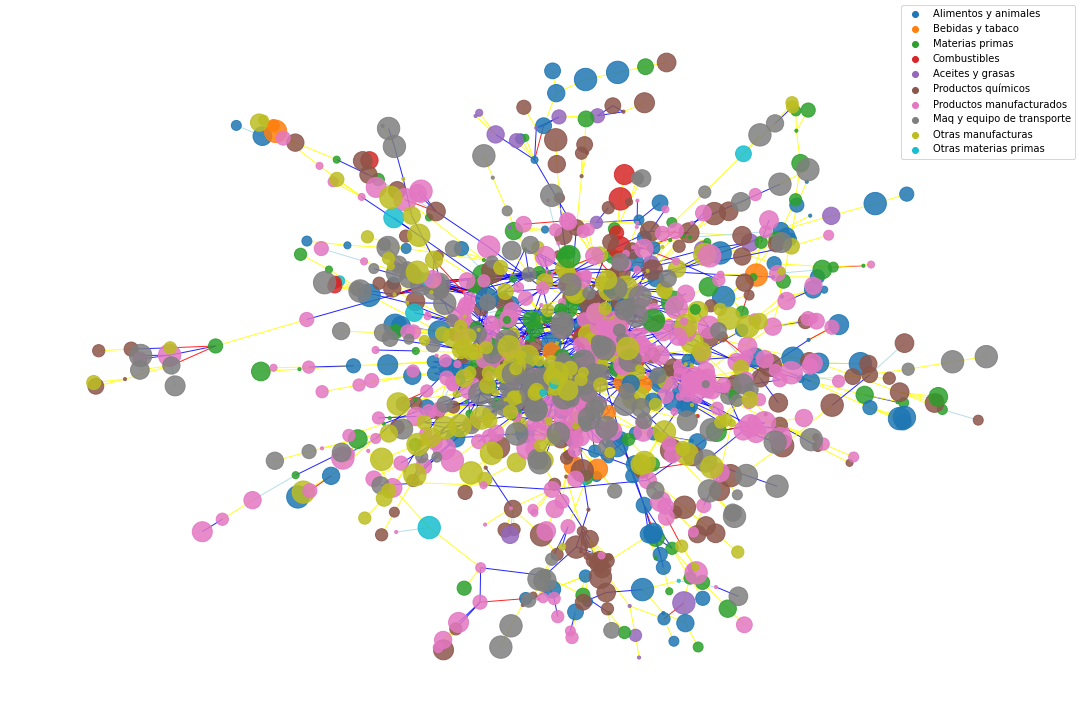 Alimentos y animales
Bebidas y tabaco
Materias primas
Combustibles
Aceites y grasas
Productos químicos
Productos manufacturados
Maq y equipo de transporte
Otras manufacturas
Otras materias primas